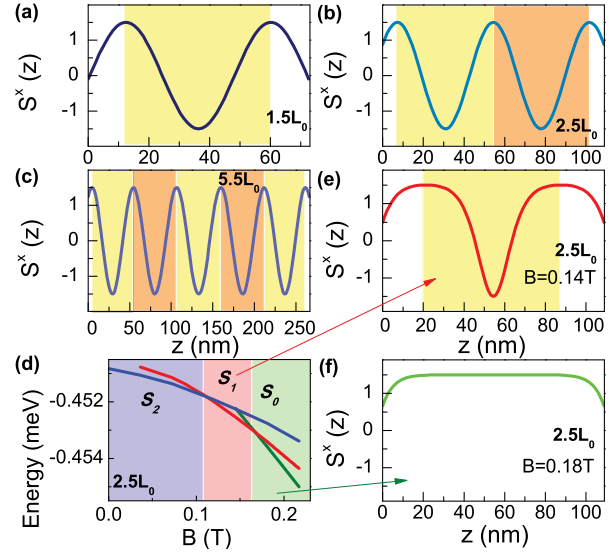 (a)
S^x (z)
1
0
-1
0 20 40 60
1.5L_0
(b)
S^x (z)
1
0
-1
0 20 40 60 80 100
2.5L_0
(c)
S^x (z)
1
0
-1
0 50 100 150 200 250
z (nm)
5.5L_0
(e)
S^x (z)
1
0
-1
0 20 40 60 80 100
z (nm)
2.5L_0
B=0.14T
(d)
Energy (meV)
-0.452
-0.454
0.0 0.1 0.2
B (T)
S_2
S_1
S_0
2.5L_0
(f)
S^x (z)
1
0
-1
0 20 40 60 80 100
z (nm)
2.5L_0
B=0.18T